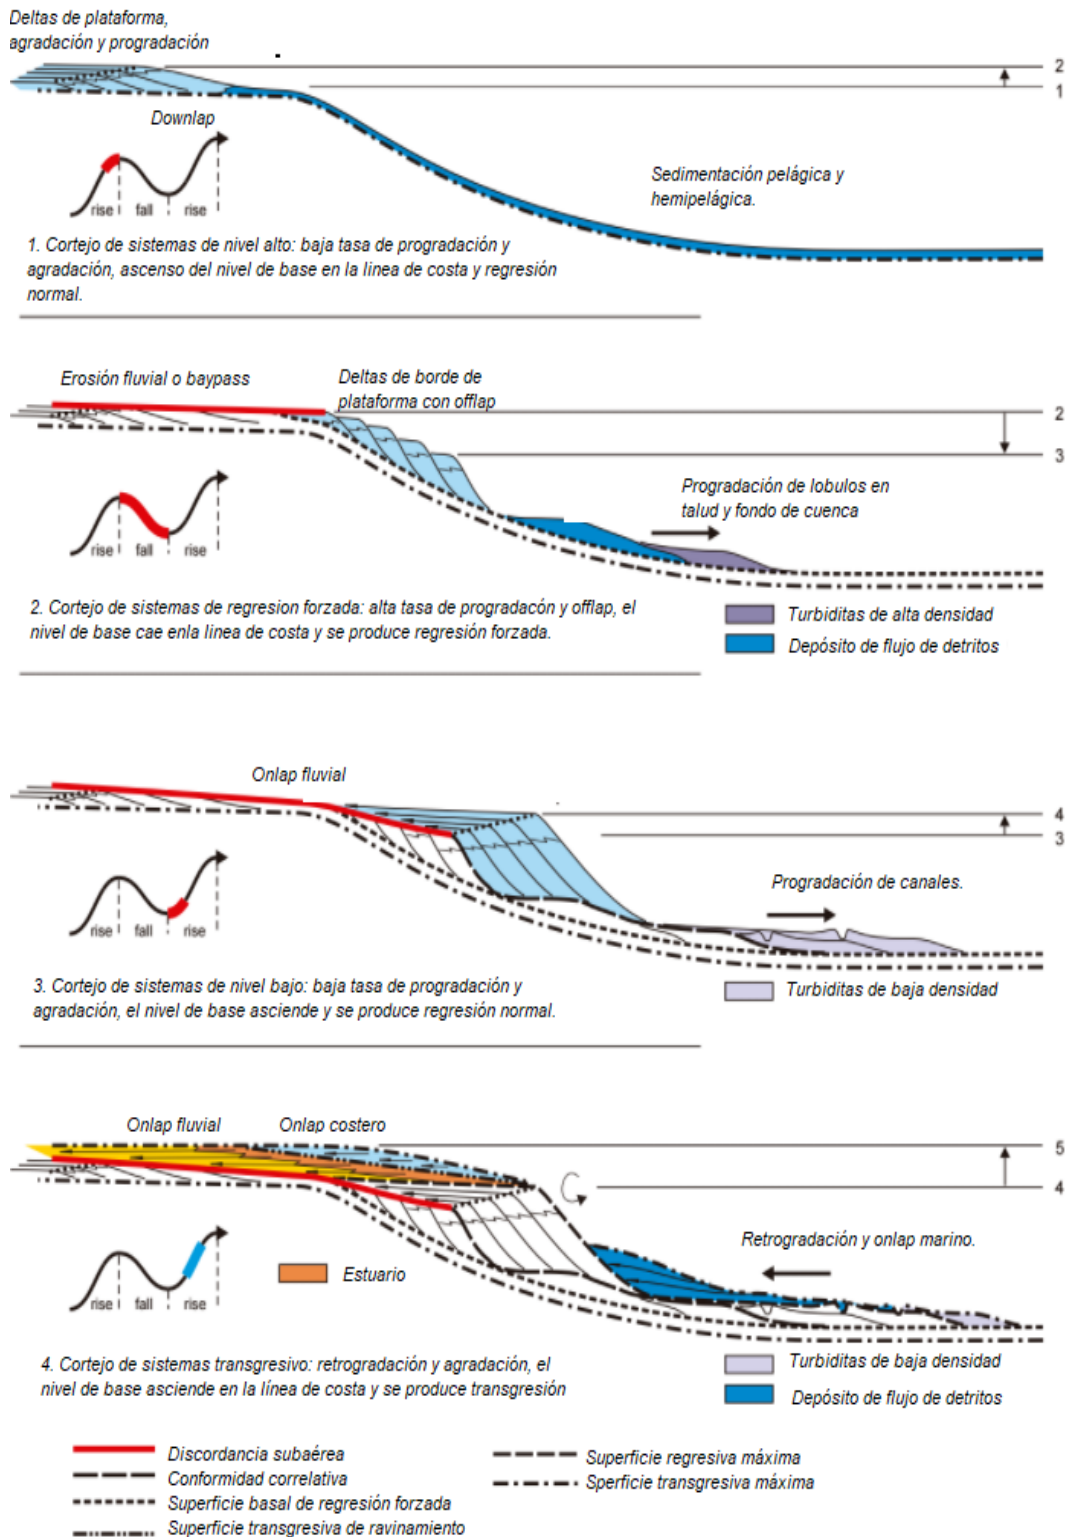 Deltas de plataforma,
agradación y progradación
2
1
Downlap
Sedimentación pelágica y
hemipelágica.
rise fall rise
1. Cortejo de sistemas de nivel alto: baja tasa de progradación y
agradación, ascenso del nivel de base en la linea de costa y regresión
normal.
Erosión fluvial o baypass
Deltas de borde de
plataforma con offlap
2
3
Progradación de lobulos en
talud y fondo de cuenca
rise fall rise
2. Cortejo de sistemas de regresion forzada: alta tasa de progradacón y offlap, el
nivel de base cae enla linea de costa y se produce regresión forzada.
Turbiditas de alta densidad
Depósito de flujo de detritos
Onlap fluvial
4
3
Progradación de canales.
rise fall rise
3. Cortejo de sistemas de nivel bajo: baja tasa de progradación y
agradación, el nivel de base asciende y se produce regresión normal.
Turbiditas de baja densidad
Onlap fluvial
Onlap costero
5
4
Retrogradación y onlap marino.
Estuario
rise fall rise
4. Cortejo de sistemas transgresivo: retrogradación y agradación, el
nivel de base asciende en la línea de costa y se produce transgresión
Turbiditas de baja densidad
Depósito de flujo de detritos
Discordancia subaérea
Conformidad correlativa
Superficie basal de regresión forzada
Superficie transgresiva de ravinamiento
Superficie regresiva máxima
Sperficie transgresiva máxima